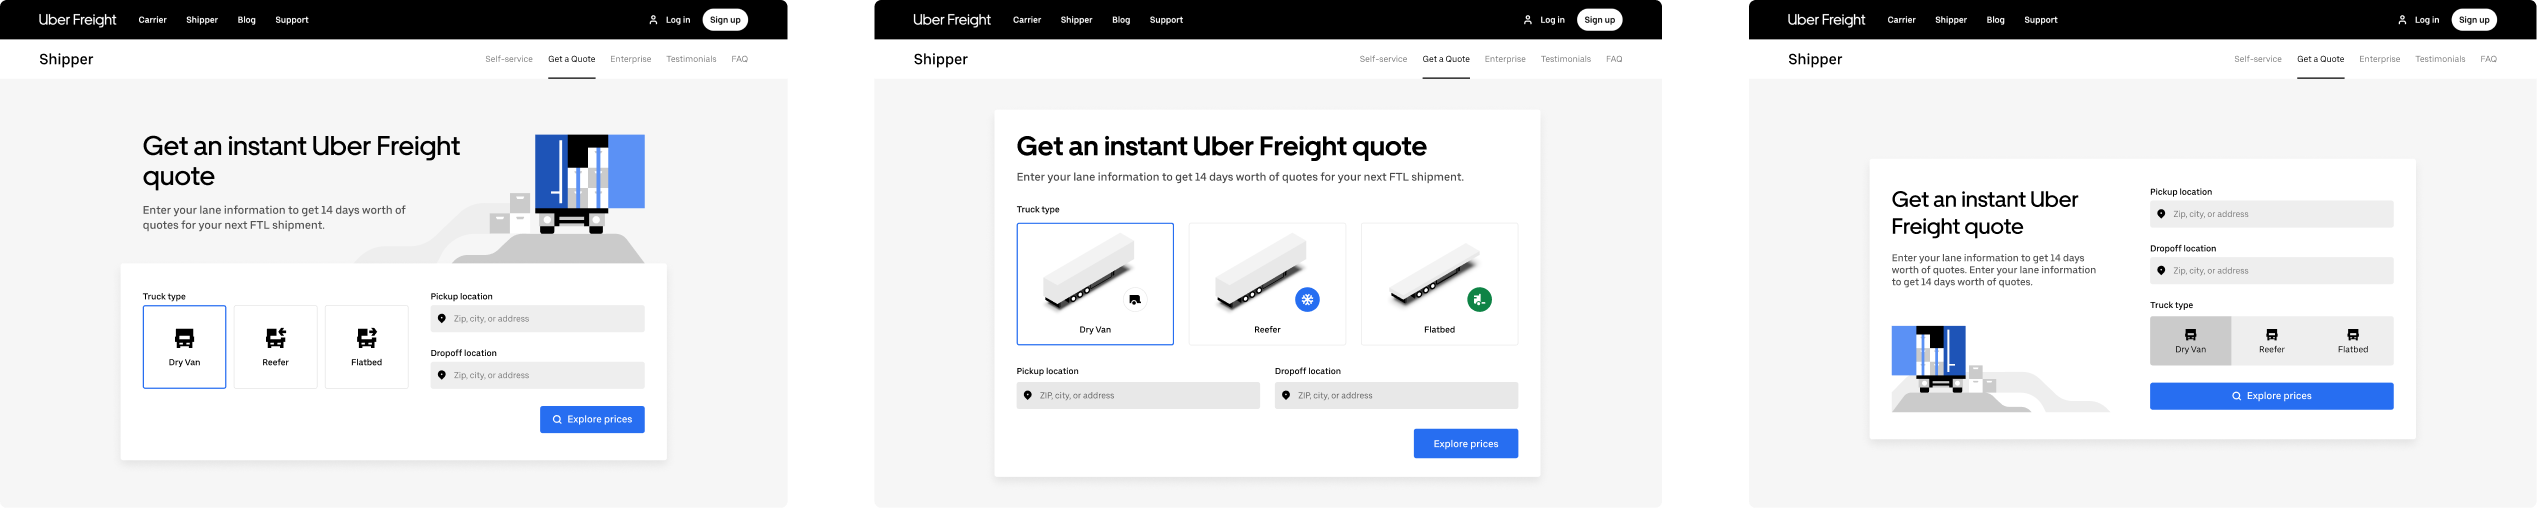 Uber Freight Carrier Shipper Blog Support Log in Sign up
Shipper Self-service Get a Quote Enterprise Testimonials FAQ
Get an instant Uber Freight
quote
Enter your lane information to get 14 days worth of
quotes for your next FTL shipment.
Truck type
Dry Van Reefer Flatbed
Pickup location
Zip, city, or address
Dropoff location
Zip, city, or address
Explore prices
Uber Freight Carrier Shipper Blog Support Log in Sign up
Shipper Self-service Get a Quote Enterprise Testimonials FAQ
Get an instant Uber Freight quote
Enter your lane information to get 14 days worth of quotes for your next FTL shipment.
Truck type
Dry Van Reefer Flatbed
Pickup location Dropoff location
ZIP, city, or address ZIP, city, or address
Explore prices
Uber Freight Carrier Shipper Blog Support Log in Sign up
Shipper Self-service Get a Quote Enterprise Testimonials FAQ
Get an instant Uber
Freight quote
Enter your lane information to get 14 days
worth of quotes. Enter your lane information
to get 14 days worth of quotes.
Pickup location
Zip, city, or address
Dropoff location
Zip, city, or address
Truck type
Dry Van Reefer Flatbed
Explore prices